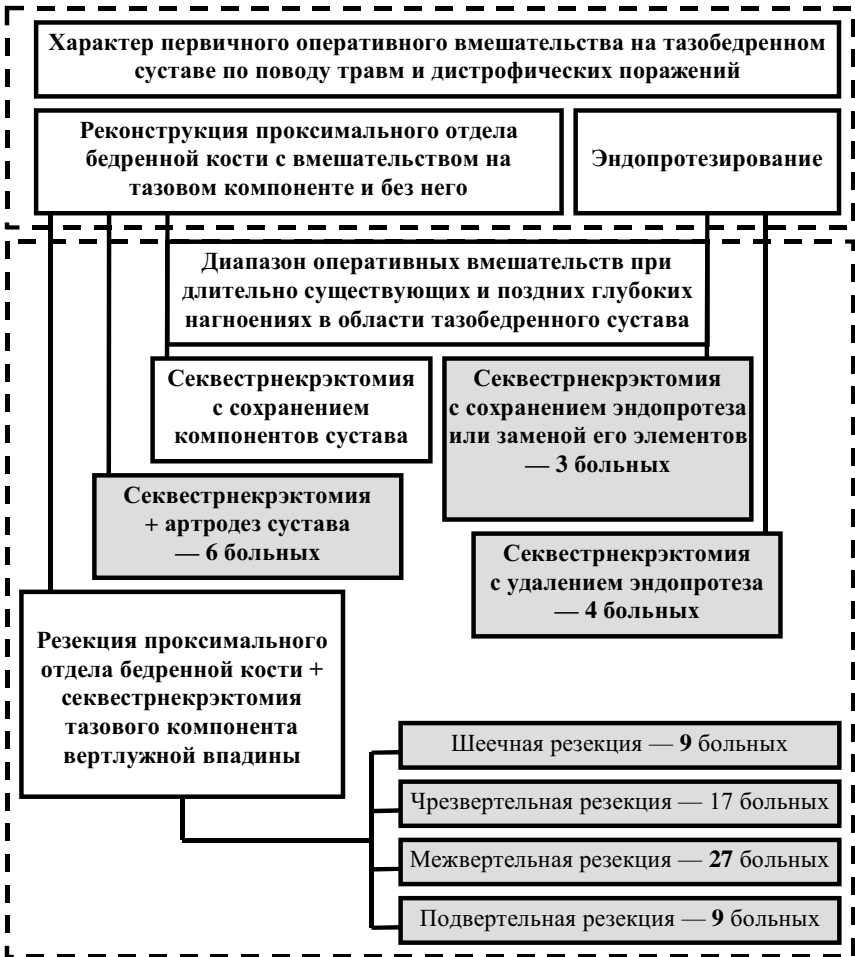 Характер первичного оперативного вмешательства на тазобедренном
суставе по поводу травм и дистрофических поражений
Реконструкция проксимального отдела
бедренной кости с вмешательством на
тазовом компоненте и без него
Эндопротезирование
Диапазон оперативных вмешательств при
длительно существующих и поздних глубоких
нагноениях в области тазобедренного сустава
Секвестрнекрэктомия
с сохранением
компонентов сустава
Секвестрнекрэктомия
с сохранением эндопротеза
или заменой его элементов
— 3 больных
Секвестрнекрэктомия
+ артродез сустава
— 6 больных
Секвестрнекрэктомия
с удалением эндопротеза
— 4 больных
Резекция проксимального
отдела бедренной кости +
секвестрнекрэктомия
тазового компонента
вертлужной впадины
Шеечная резекция — 9 больных
Чрезвертельная резекция — 17 больных
Межвертельная резекция — 27 больных
Подвертельная резекция — 9 больных